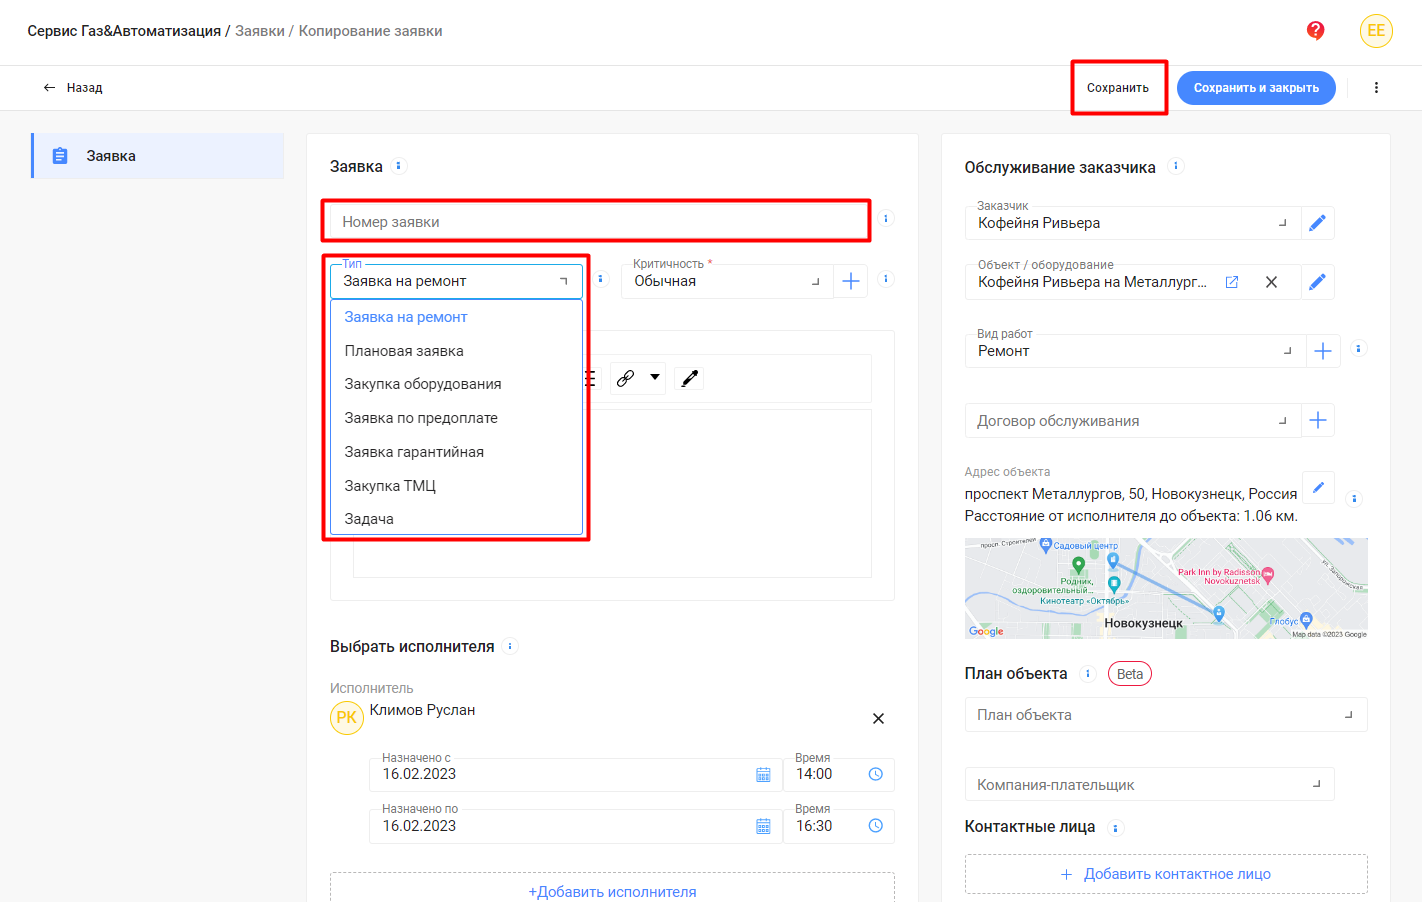 Сервис Газ&Автоматизация / Заявки / Копирование заявки
EE
Назад
Сохранить
Сохранить и закрыть
Заявка
Заявка
Номер заявки
Тип
Заявка на ремонт
Критичность *
Обычная
Заявка на ремонт
Плановая заявка
Закупка оборудования
Заявка по предоплате
Заявка гарантийная
Закупка ТМЦ
Задача
Выбрать исполнителя
Исполнитель
РК
Климов Руслан
Назначено с
16.02.2023
Время
14:00
Назначено по
16.02.2023
Время
16:30
+Добавить исполнителя
Обслуживание заказчика
Заказчик
Кофейня Ривьера
Объект / оборудование
Кофейня Ривьера на Металлург...
Вид работ
Ремонт
Договор обслуживания
Адрес объекта
проспект Металлургов, 50, Новокузнецк, Россия
Расстояние от исполнителя до объекта: 1.06 км.
просп. Строителей
Садовый центр
Родник,
оздоровительный...
Кинотеатр «Октябрь»
Park Inn by Radisson
Novokuznetsk
ул. Запорожская
Новокузнецк
Глобус
Google
Map data ©2023 Google
План объекта
Beta
План объекта
Компания-плательщик
Контактные лица
+ Добавить контактное лицо